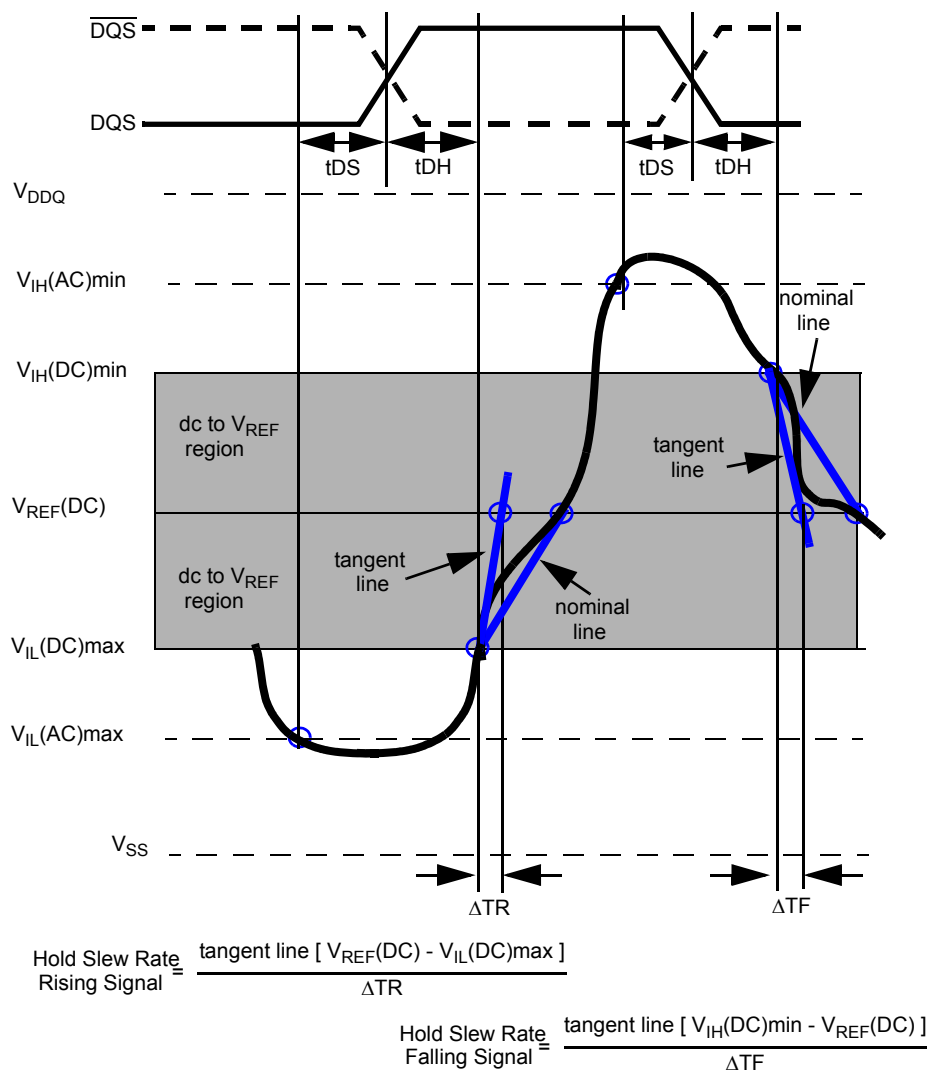 DQS
DQS
tDS
tDH
tDS
tDH
VDDQ
VIH(AC)min
nominal
line
VIH(DC)min
dc to VREF
region
tangent
line
VREF(DC)
tangent
line
dc to VREF
region
nominal
line
VIL(DC)max
VIL(AC)max
VSS
ΔTR
ΔTF
Hold Slew Rate
Rising Signal
=
tangent line [ VREF(DC) - VIL(DC)max ]
ΔTR
Hold Slew Rate
Falling Signal
=
tangent line [ VIH(DC)min - VREF(DC) ]
ΔTF